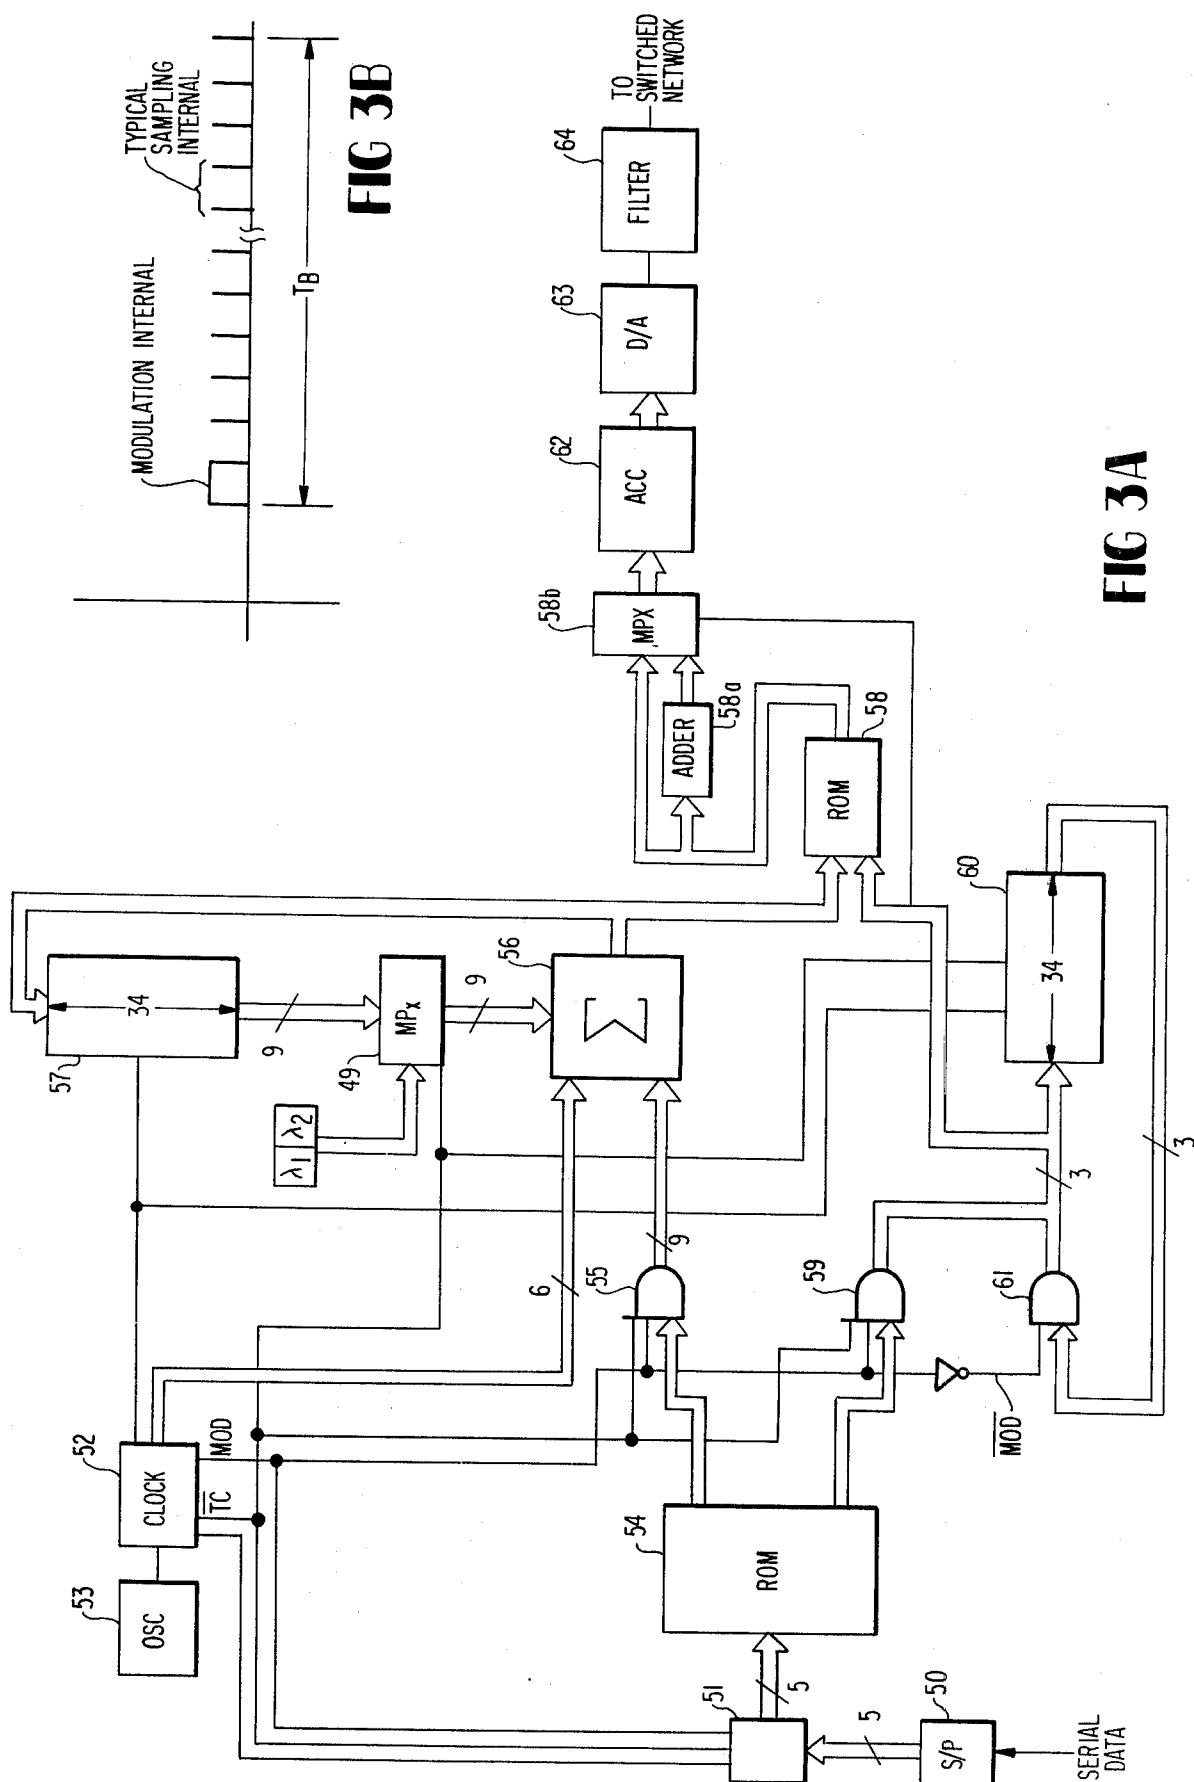 TYPICAL
SAMPLING
INTERNAL
MODULATION INTERNAL
TB
FIG 3B
OSC
53
CLOCK
52
TC
MOD
34
57
9
λ1 λ2
MPx
49
9
Σ
56
6
9
55
ROM
54
59
61
MOD
3
3
34
60
ROM
58
ADDER
58a
MPX
58b
ACC
62
D/A
63
FILTER
64
TO
SWITCHED
NETWORK
5
51
5
S/P
50
SERIAL
DATA
FIG 3A